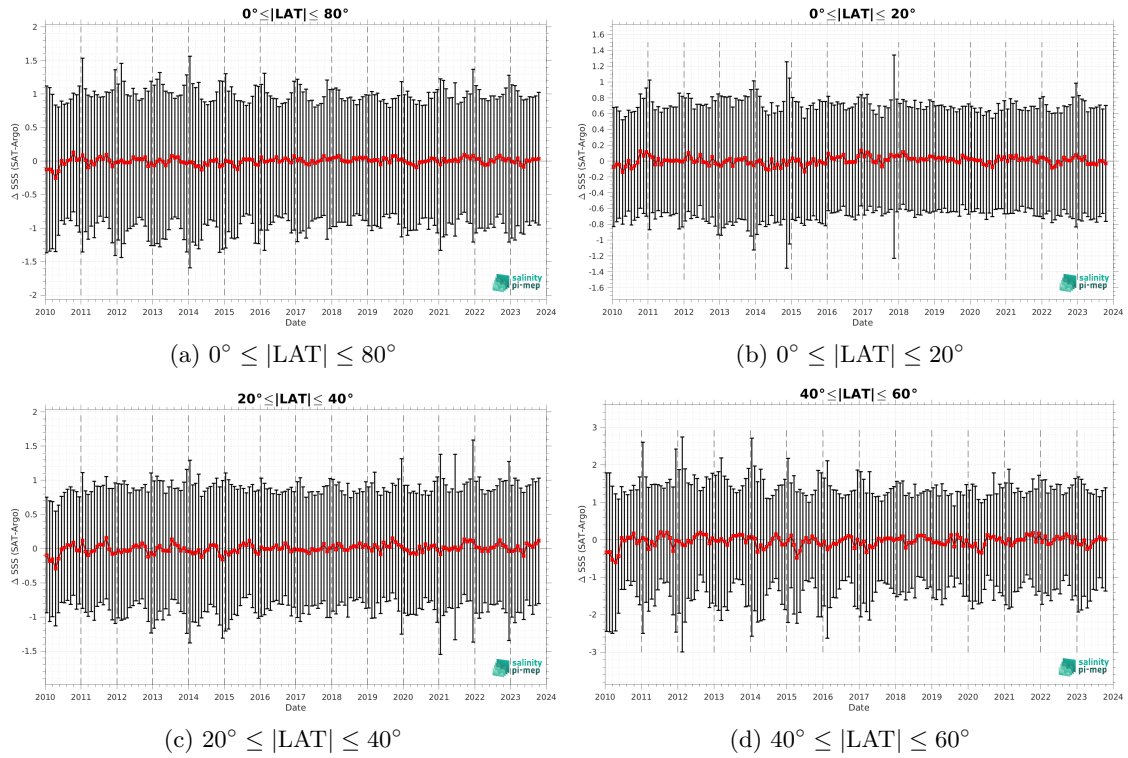 0°≤|LAT|≤ 80°
2
1.5
1
0.5
0
-0.5
-1
-1.5
-2
Δ SSS (SAT-Argo)
2010 2011 2012 2013 2014 2015 2016 2017 2018 2019 2020 2021 2022 2023 2024
Date
salinity
pi-mep
(a) 0° ≤ |LAT| ≤ 80°
0°≤|LAT|≤ 20°
1.6
1.4
1.2
1
0.8
0.6
0.4
0.2
0
-0.2
-0.4
-0.6
-0.8
-1
-1.2
-1.4
-1.6
Δ SSS (SAT-Argo)
2010 2011 2012 2013 2014 2015 2016 2017 2018 2019 2020 2021 2022 2023 2024
Date
salinity
pi-mep
(b) 0° ≤ |LAT| ≤ 20°
20°≤|LAT|≤ 40°
2
1.5
1
0.5
0
-0.5
-1
-1.5
Δ SSS (SAT-Argo)
2010 2011 2012 2013 2014 2015 2016 2017 2018 2019 2020 2021 2022 2023 2024
Date
salinity
pi-mep
(c) 20° ≤ |LAT| ≤ 40°
40°≤|LAT|≤ 60°
3
2
1
0
-1
-2
-3
Δ SSS (SAT-Argo)
2010 2011 2012 2013 2014 2015 2016 2017 2018 2019 2020 2021 2022 2023 2024
Date
salinity
pi-mep
(d) 40° ≤ |LAT| ≤ 60°